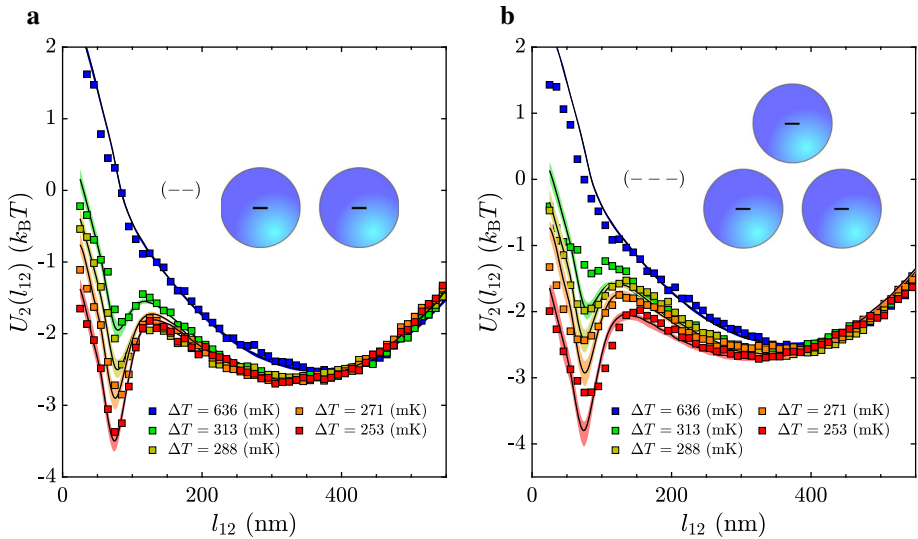 a
2
1
0
-1
-2
-3
-4
0
200
400
U2(l12) (kBT)
l12 (nm)
(−−)
−
−
ΔT = 636 (mK)
ΔT = 313 (mK)
ΔT = 288 (mK)
ΔT = 271 (mK)
ΔT = 253 (mK)
b
2
1
0
-1
-2
-3
-4
0
200
400
U2(l12) (kBT)
l12 (nm)
(−−−)
−
−
−
ΔT = 636 (mK)
ΔT = 313 (mK)
ΔT = 288 (mK)
ΔT = 271 (mK)
ΔT = 253 (mK)